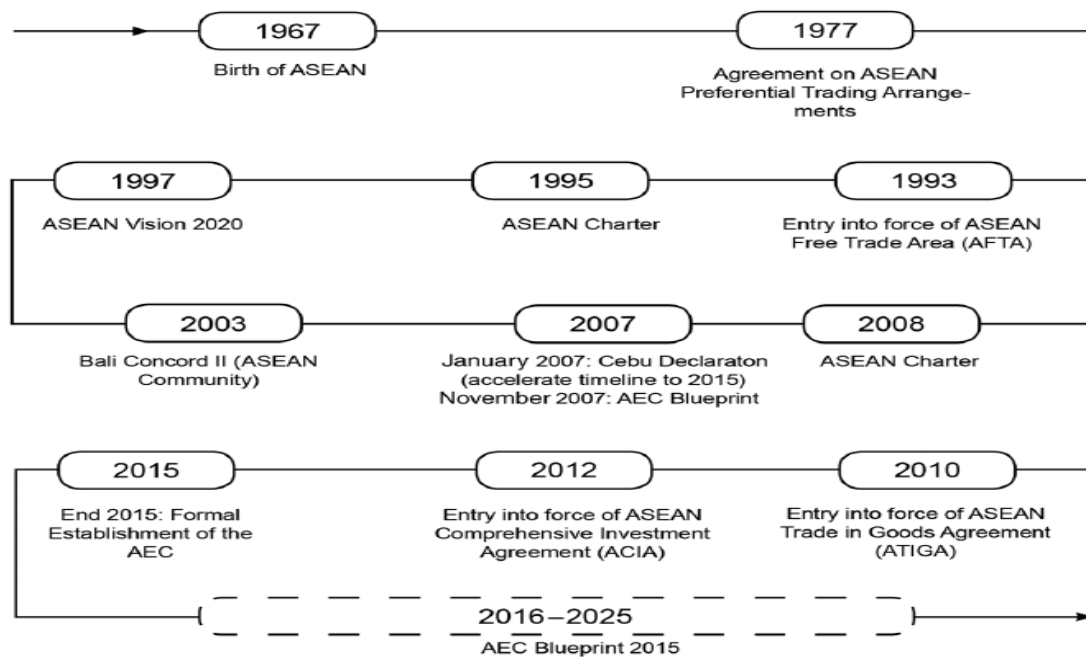 1967
Birth of ASEAN
1977
Agreement on ASEAN
Preferential Trading Arrange-
ments
1997
ASEAN Vision 2020
1995
ASEAN Charter
1993
Entry into force of ASEAN
Free Trade Area (AFTA)
2003
Bali Concord II (ASEAN
Community)
2007
January 2007: Cebu Declaraton
(accelerate timeline to 2015)
November 2007: AEC Blueprint
2008
ASEAN Charter
2015
End 2015: Formal
Establishment of the
AEC
2012
Entry into force of ASEAN
Comprehensive Investment
Agreement (ACIA)
2010
Entry into force of ASEAN
Trade in Goods Agreement
(ATIGA)
2016–2025
AEC Blueprint 2015